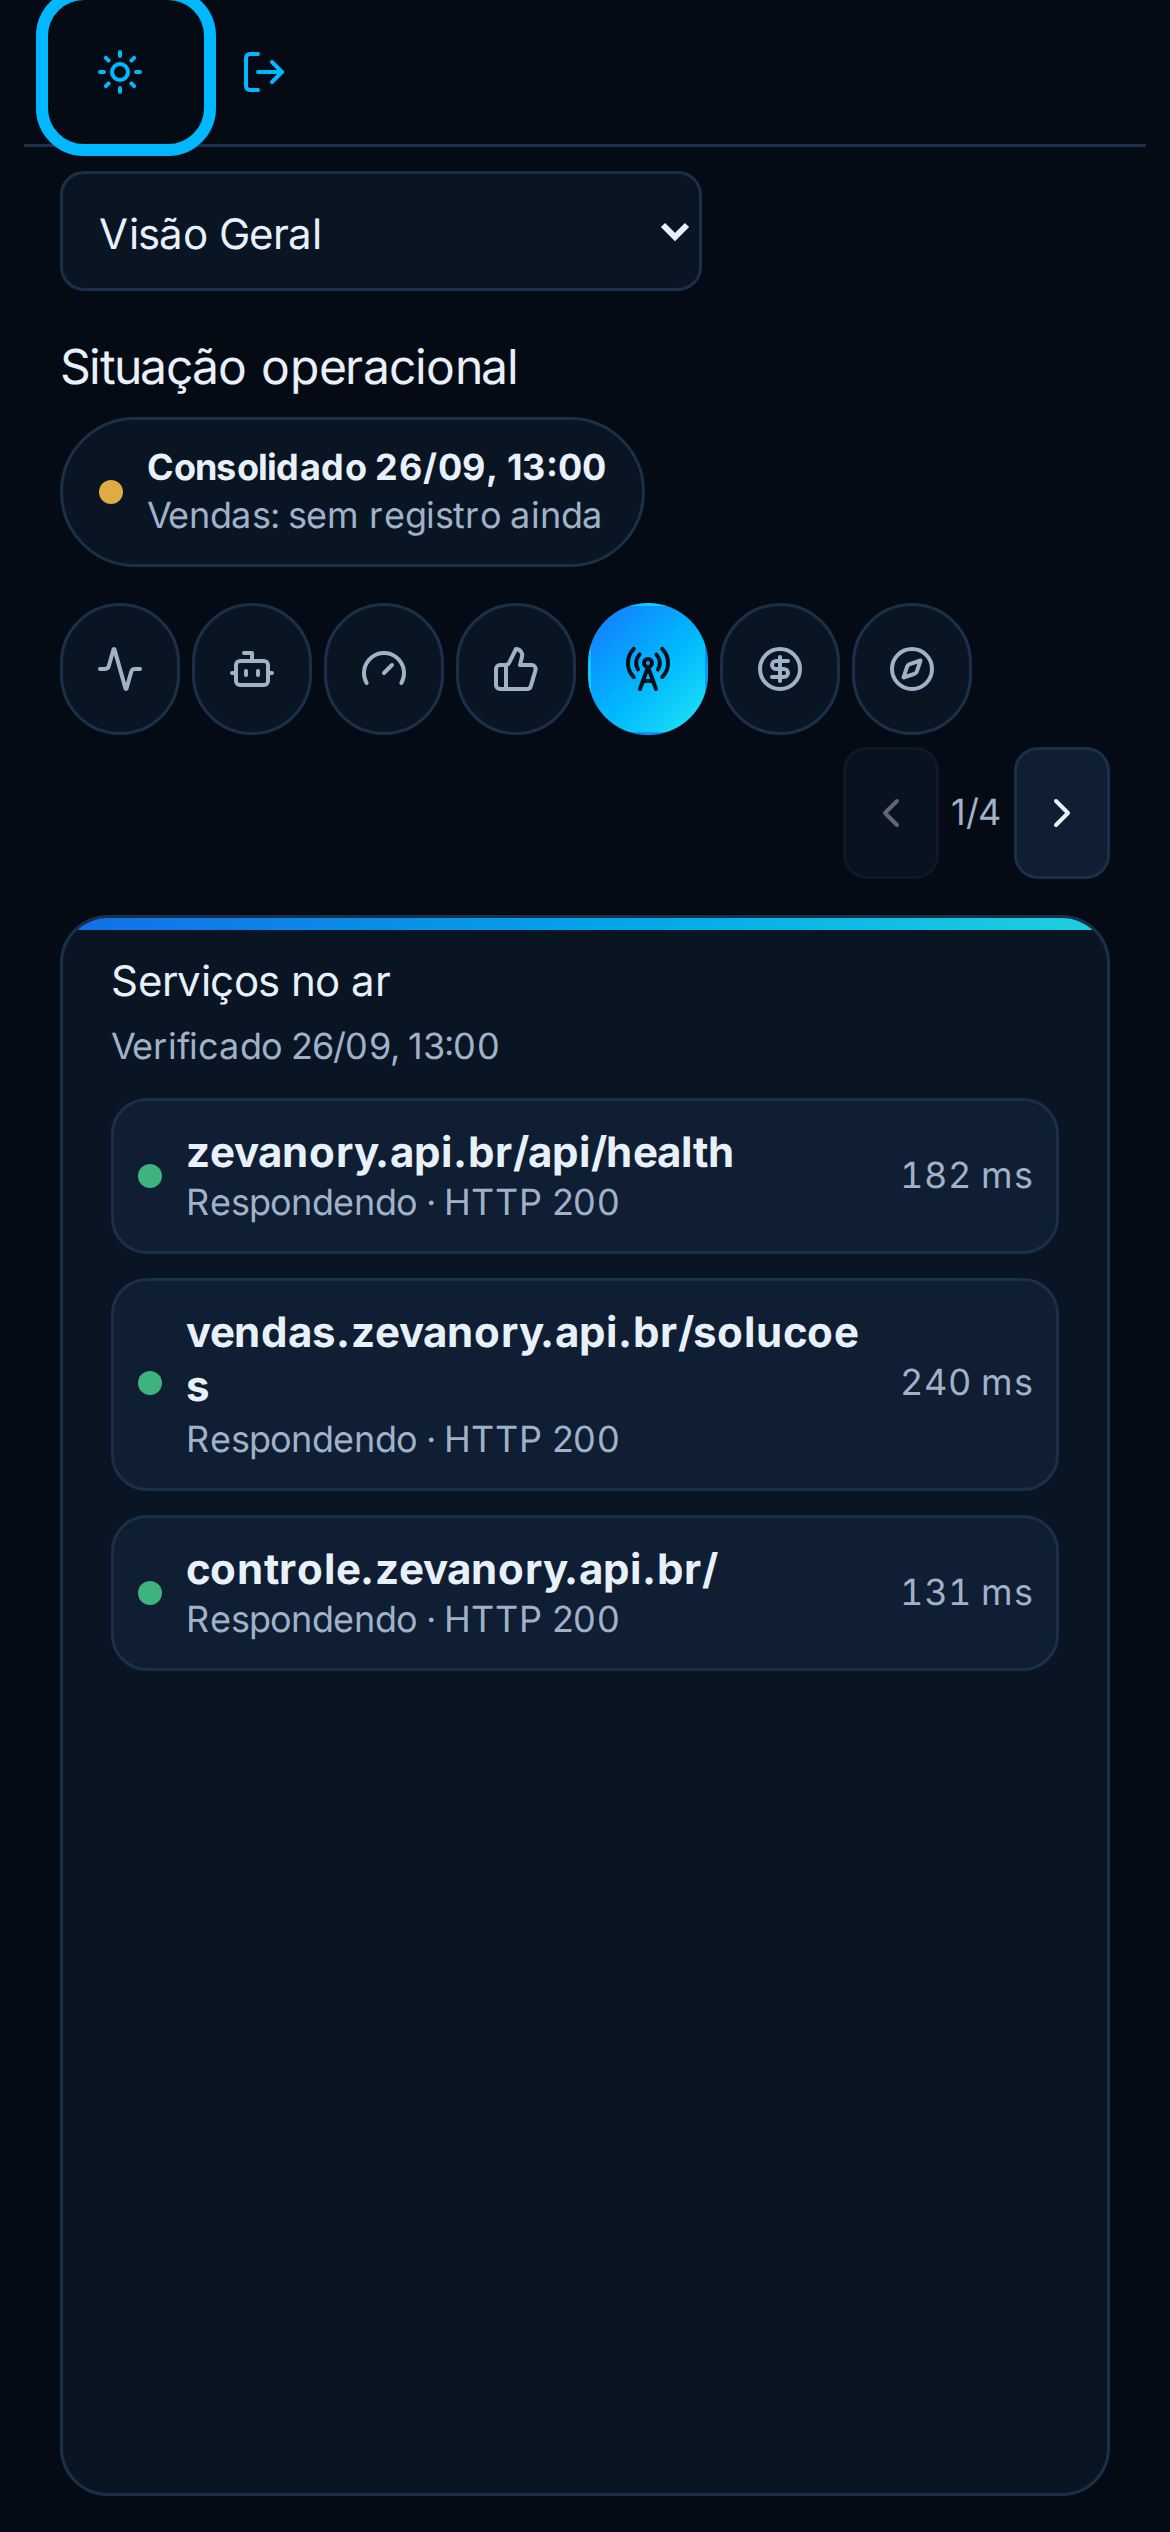 Visão Geral
Situação operacional
Consolidado 26/09, 13:00
Vendas: sem registro ainda
1/4
Serviços no ar
Verificado 26/09, 13:00
zevanory.api.br/api/health
Respondendo · HTTP 200
182 ms
vendas.zevanory.api.br/solucoe
s
Respondendo · HTTP 200
240 ms
controle.zevanory.api.br/
Respondendo · HTTP 200
131 ms